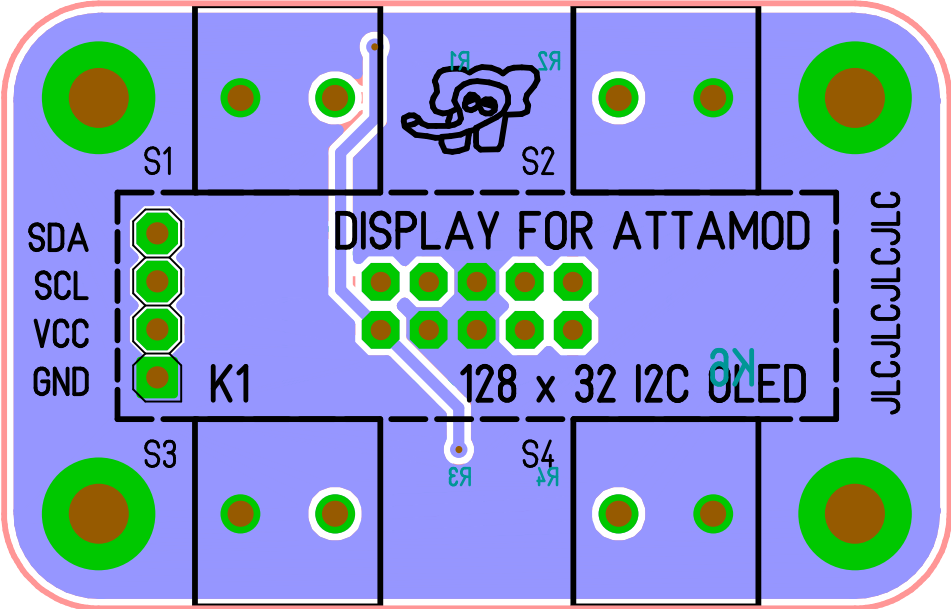 R1
R2
S1
S2
SDA
SCL
VCC
GND
DISPLAY FOR ATTAMOD
JLCJLCJLCJLC
K6
K1
128 x 32 I2C OLED
S3
S4
R3
R4